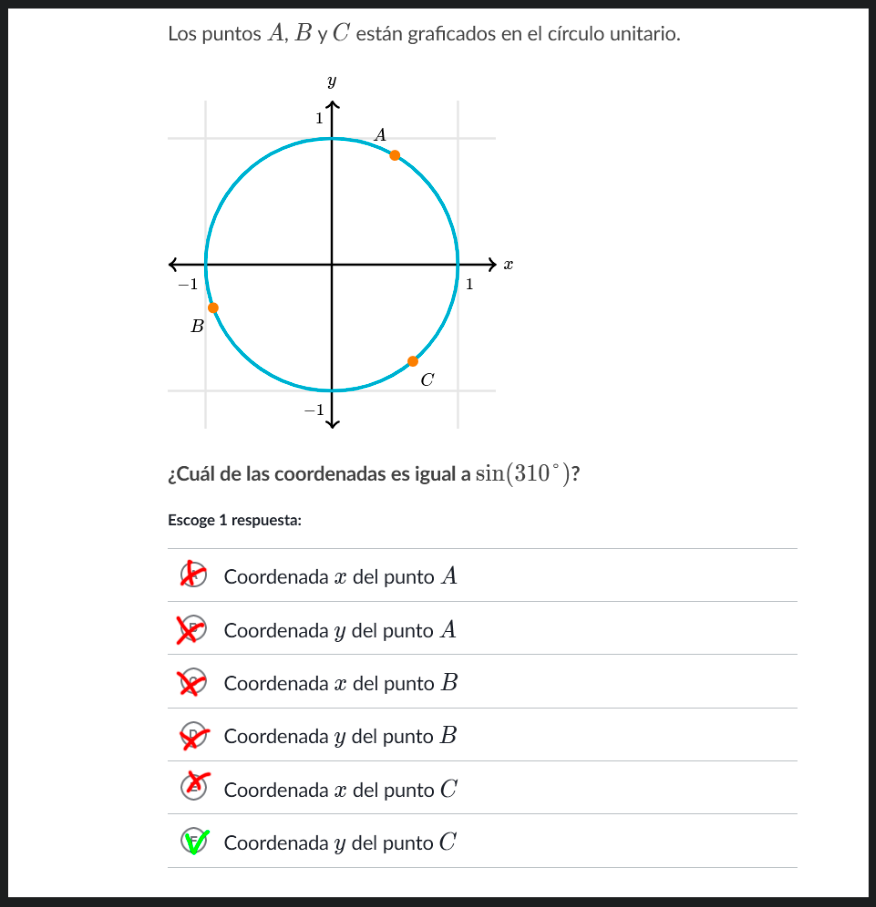 Los puntos A, B y C están graficados en el círculo unitario.
y
1
A
x
−1
1
B
C
−1
¿Cuál de las coordenadas es igual a sin(310°)?
Escoge 1 respuesta:
Coordenada x del punto A
Coordenada y del punto A
Coordenada x del punto B
D Coordenada y del punto B
Coordenada x del punto C
Coordenada y del punto C